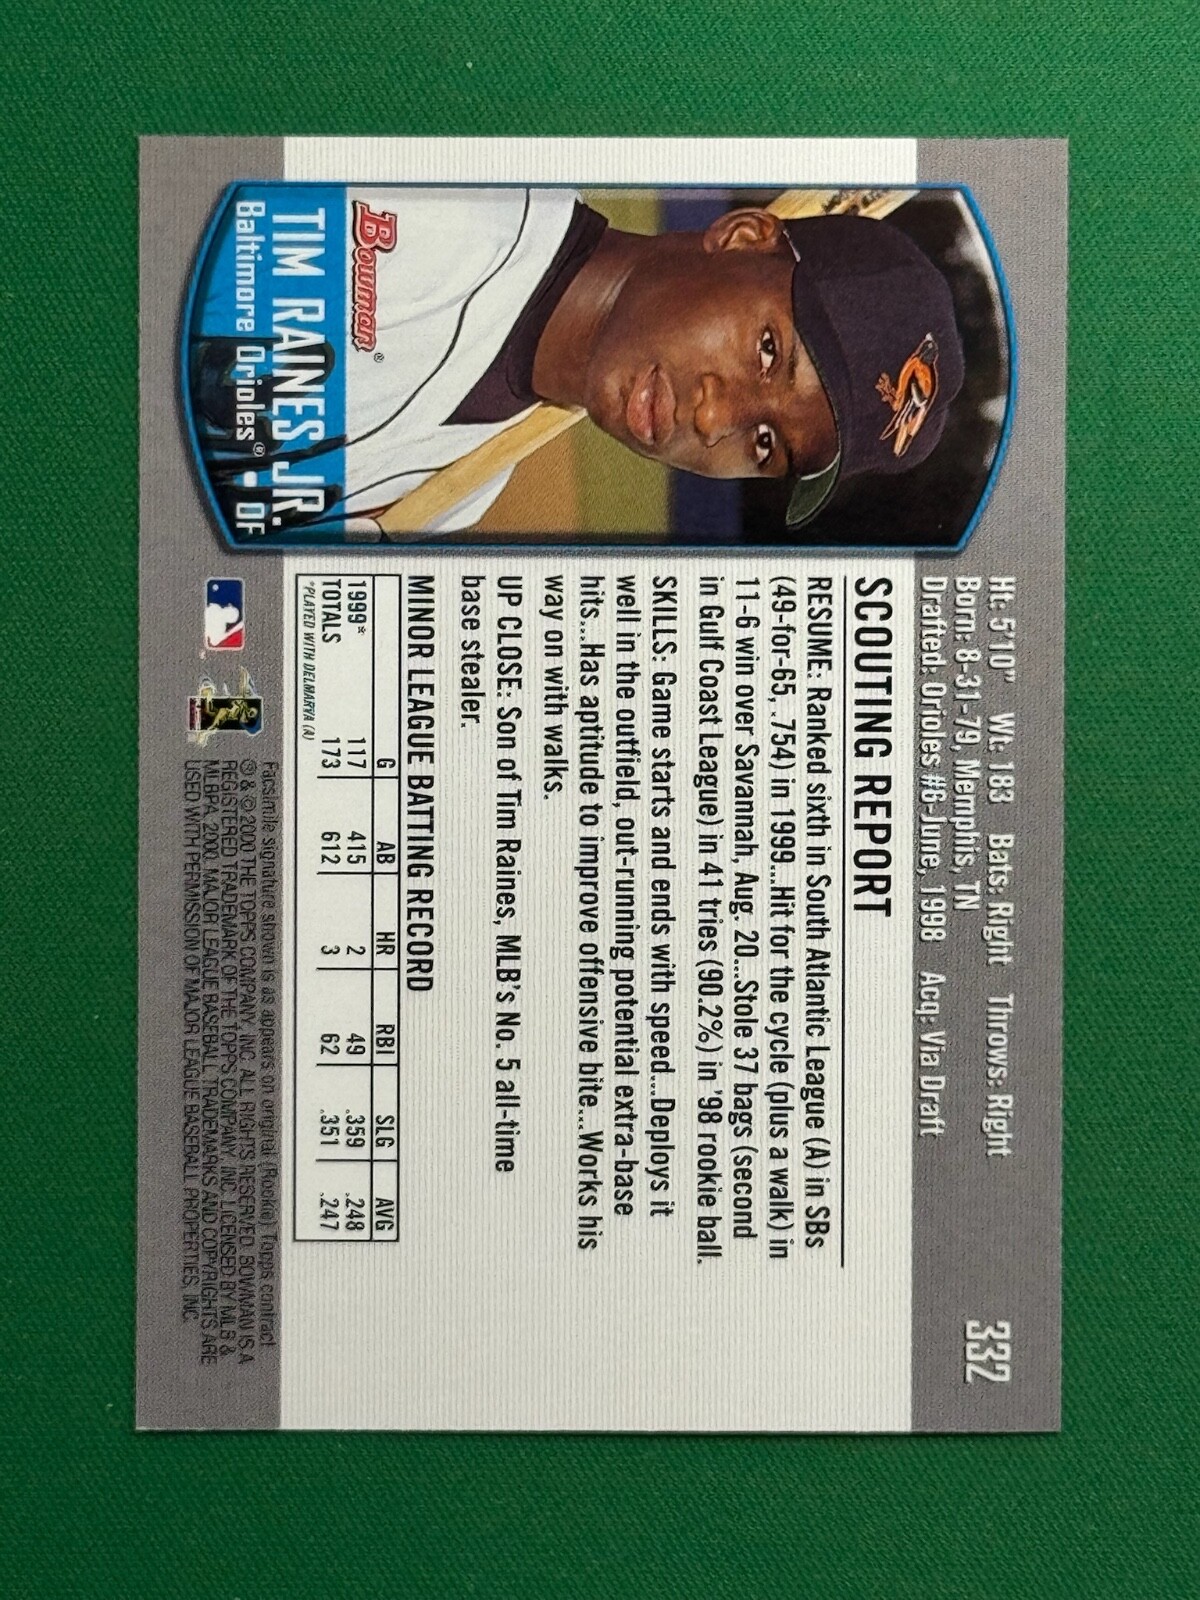 332
Ht: 5'10" Wt: 183 Bats: Right Throws: Right
Born: 8-31-79, Memphis, TN
Drafted: Orioles #6-June, 1998 Acq: Via Draft
SCOUTING REPORT
RESUME: Ranked sixth in South Atlantic League (A) in SBs
(49-for-65, .754) in 1999...Hit for the cycle (plus a walk) in
11-6 win over Savannah, Aug. 20...Stole 37 bags (second
in Gulf Coast League) in 41 tries (90.2%) in '98 rookie ball.
SKILLS: Game starts and ends with speed...Deploys it
well in the outfield, out-running potential extra-base
hits...Has aptitude to improve offensive bite...Works his
way on with walks.
UP CLOSE: Son of Tim Raines, MLB's No. 5 all-time
base stealer.
MINOR LEAGUE BATTING RECORD
G AB HR RBI SLG AVG
1999* 117 415 2 49 .359 .248
TOTALS 173 612 3 62 .351 .247
*PLAYED WITH DELMARVA (A)
Bowman®
TIM RAINES JR.
Baltimore Orioles® • OF
Facsimile signature shown is as appears on original (Rookie) Topps contract
® & © 2000 THE TOPPS COMPANY, INC. ALL RIGHTS RESERVED. BOWMAN IS A
REGISTERED TRADEMARK OF THE TOPPS COMPANY, INC. LICENSED BY MLB &
MLBPA, 2000. MAJOR LEAGUE BASEBALL TRADEMARKS AND COPYRIGHTS ARE
USED WITH PERMISSION OF MAJOR LEAGUE BASEBALL PROPERTIES, INC.